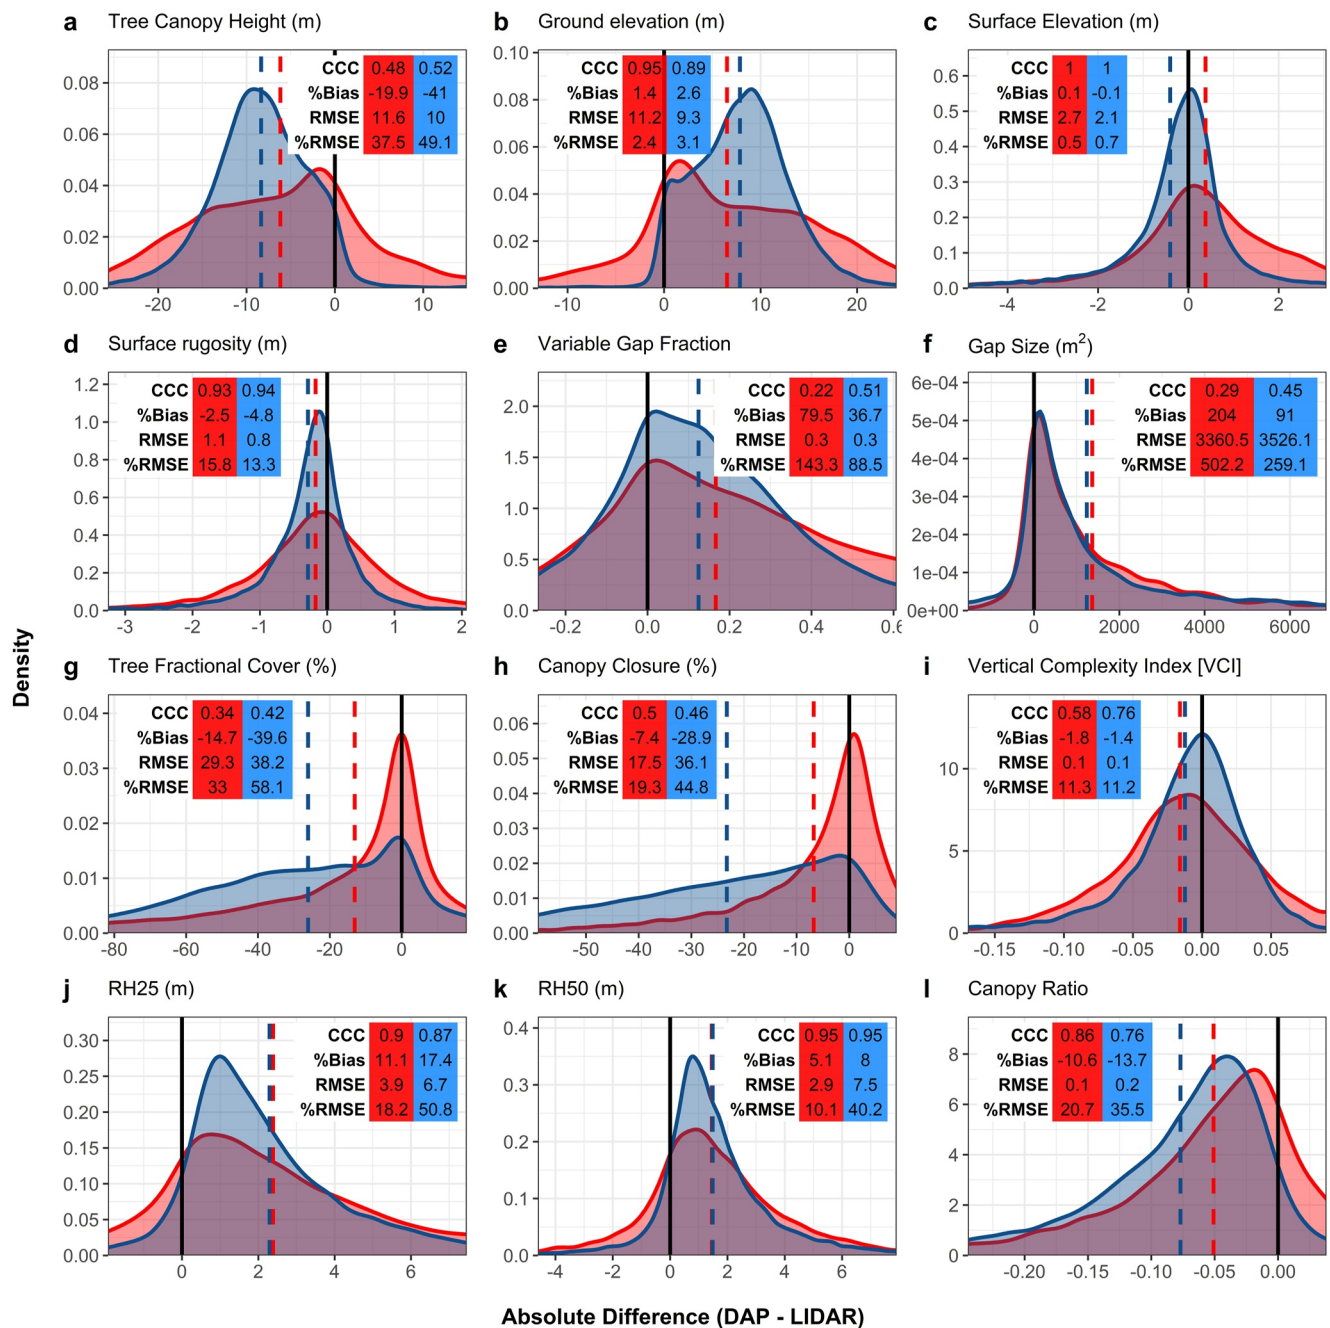 a Tree Canopy Height (m)
b Ground elevation (m)
c Surface Elevation (m)
CCC 0.48 0.52
%Bias -19.9 -41
RMSE 11.6 10
%RMSE 37.5 49.1
0.08
0.06
0.04
0.02
0.00
-20 -10 0 10
CCC 0.95 0.89
%Bias 1.4 2.6
RMSE 11.2 9.3
%RMSE 2.4 3.1
0.10
0.08
0.06
0.04
0.02
0.00
-10 0 10 20
CCC 1 1
%Bias 0.1 -0.1
RMSE 2.7 2.1
%RMSE 0.5 0.7
0.6
0.5
0.4
0.3
0.2
0.1
0.0
-4 -2 0 2
d Surface rugosity (m)
e Variable Gap Fraction
f Gap Size (m²)
CCC 0.93 0.94
%Bias -2.5 -4.8
RMSE 1.1 0.8
%RMSE 15.8 13.3
1.2
1.0
0.8
0.6
0.4
0.2
0.0
-3 -2 -1 0 1 2
CCC 0.22 0.51
%Bias 79.5 36.7
RMSE 0.3 0.3
%RMSE 143.3 88.5
2.0
1.5
1.0
0.5
0.0
-0.2 0.0 0.2 0.4 0.6
CCC 0.29 0.45
%Bias 204 91
RMSE 3360.5 3526.1
%RMSE 502.2 259.1
6e-04
5e-04
4e-04
3e-04
2e-04
1e-04
0e+00
0 2000 4000 6000
Density
g Tree Fractional Cover (%)
h Canopy Closure (%)
i Vertical Complexity Index [VCI]
CCC 0.34 0.42
%Bias -14.7 -39.6
RMSE 29.3 38.2
%RMSE 33 58.1
0.04
0.03
0.02
0.01
0.00
-80 -60 -40 -20 0
CCC 0.5 0.46
%Bias -7.4 -28.9
RMSE 17.5 36.1
%RMSE 19.3 44.8
0.06
0.05
0.04
0.03
0.02
0.01
0.00
-50 -40 -30 -20 -10 0
CCC 0.58 0.76
%Bias -1.8 -1.4
RMSE 0.1 0.1
%RMSE 11.3 11.2
10
5
0
-0.15 -0.10 -0.05 0.00 0.05
j RH25 (m)
k RH50 (m)
l Canopy Ratio
CCC 0.9 0.87
%Bias 11.1 17.4
RMSE 3.9 6.7
%RMSE 18.2 50.8
0.30
0.25
0.20
0.15
0.10
0.05
0.00
0 2 4 6
CCC 0.95 0.95
%Bias 5.1 8
RMSE 2.9 7.5
%RMSE 10.1 40.2
0.4
0.3
0.2
0.1
0.0
-4 -2 0 2 4 6
CCC 0.86 0.76
%Bias -10.6 -13.7
RMSE 0.1 0.2
%RMSE 20.7 35.5
8
6
4
2
0
-0.20 -0.15 -0.10 -0.05 0.00
Absolute Difference (DAP - LIDAR)